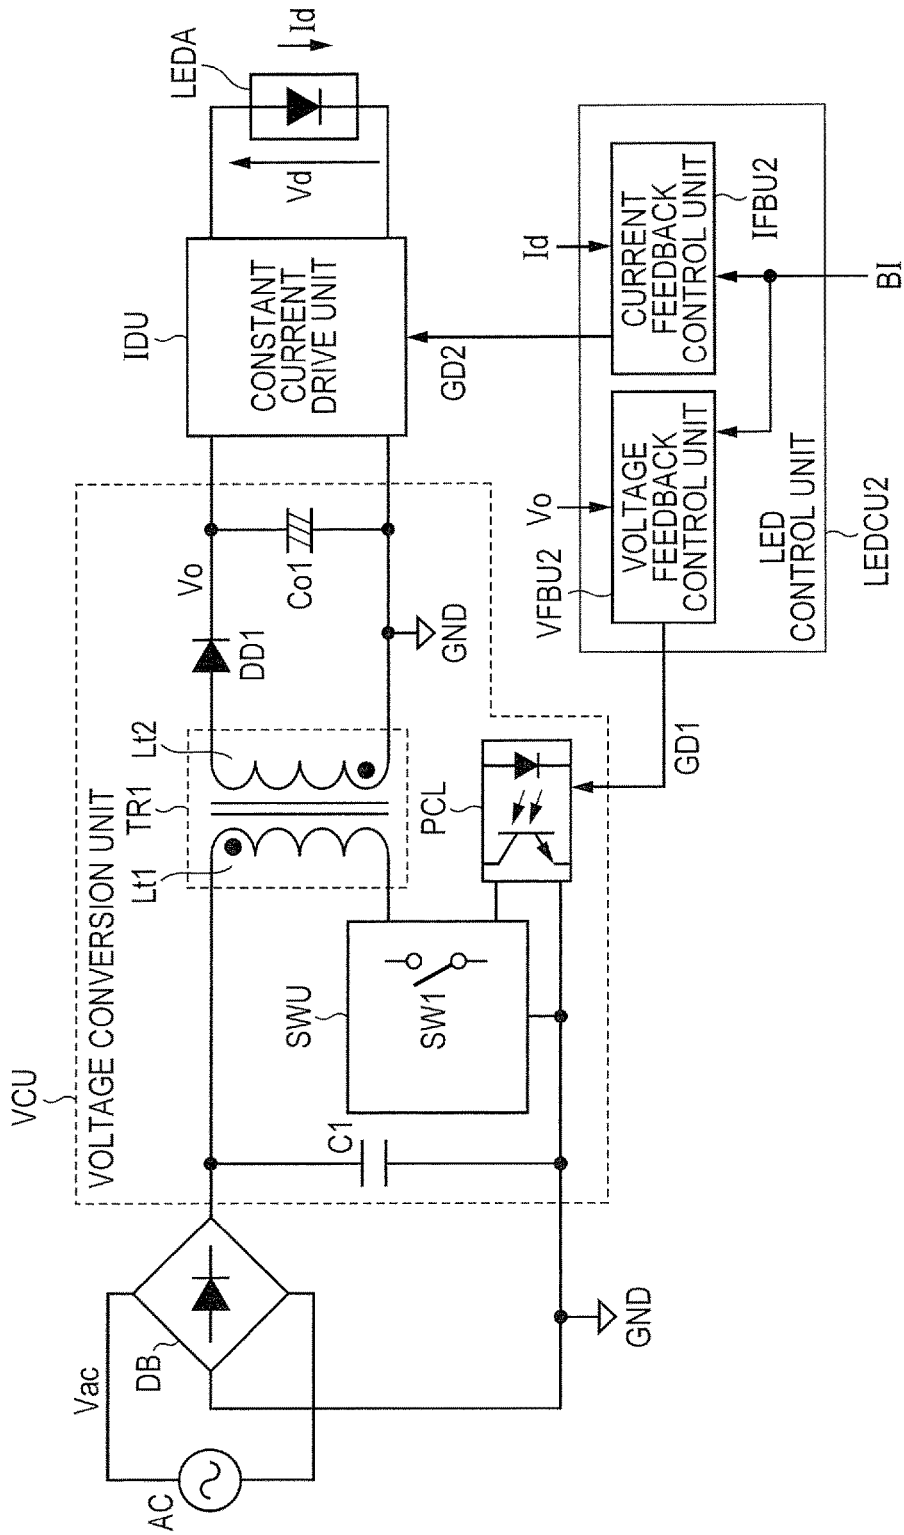 VCU
VOLTAGE CONVERSION UNIT
AC
Vac
DB
C1
SWU
SW1
TR1
Lt1
Lt2
PCL
DD1
Vo
Co1
GND
GND
IDU
CONSTANT
CURRENT
DRIVE UNIT
LEDA
Vd
Id
GD1
GD2
VFBU2
Vo
VOLTAGE
FEEDBACK
CONTROL UNIT
Id
CURRENT
FEEDBACK
CONTROL UNIT
IFBU2
LED
CONTROL UNIT
LEDCU2
BI